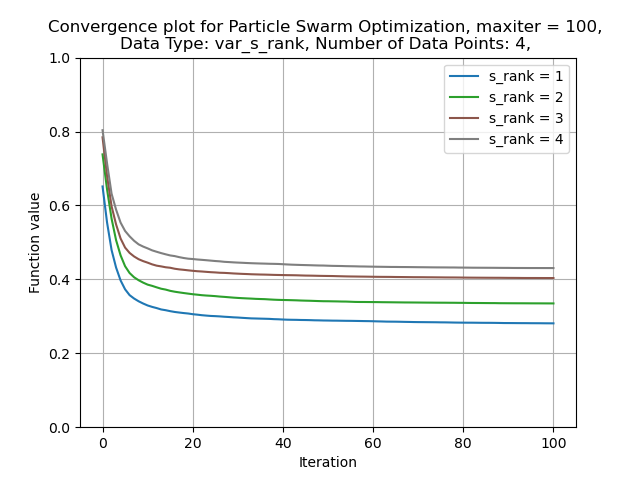 Convergence plot for Particle Swarm Optimization, maxiter = 100,
Data Type: var_s_rank, Number of Data Points: 4,
1.0
0.8
0.6
0.4
0.2
0.0
Function value
s_rank = 1
s_rank = 2
s_rank = 3
s_rank = 4
0 20 40 60 80 100
Iteration